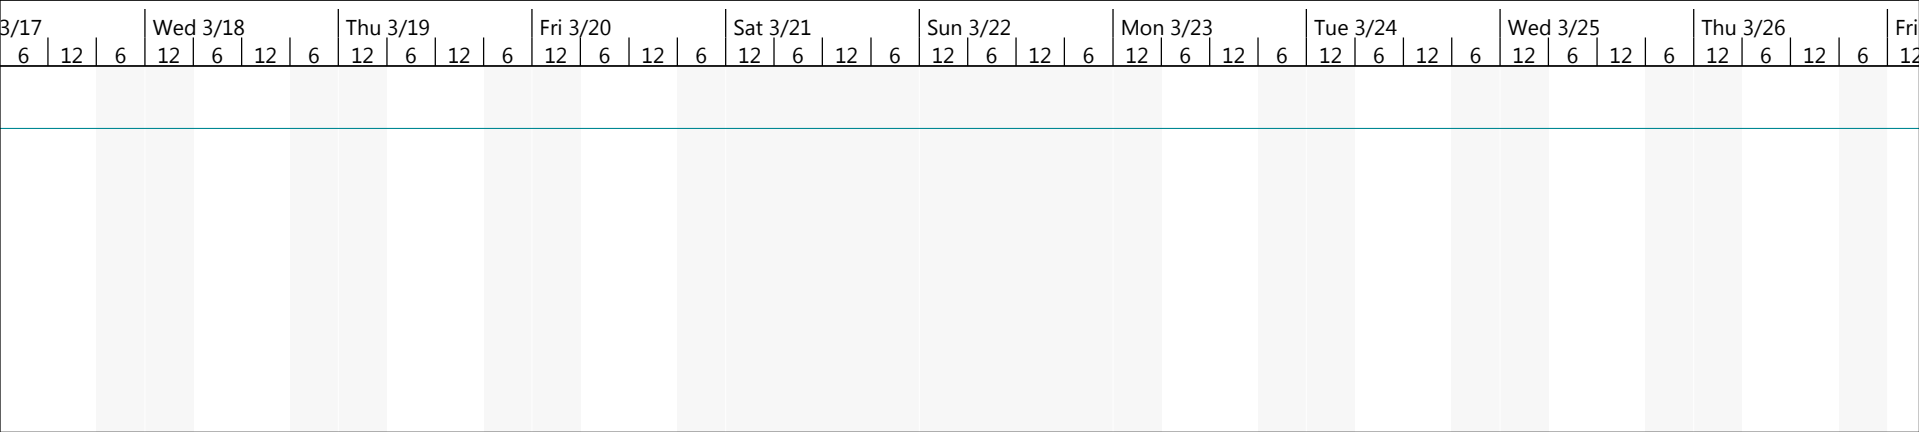 3/17 Wed 3/18 Thu 3/19 Fri 3/20 Sat 3/21 Sun 3/22 Mon 3/23 Tue 3/24 Wed 3/25 Thu 3/26 Fri
6 12 6 12 6 12 6 12 6 12 6 12 6 12 6 12 6 12 6 12 6 12 6 12 6 12 6 12 6 12 6 12 6 12 6 12 6 12 6 12